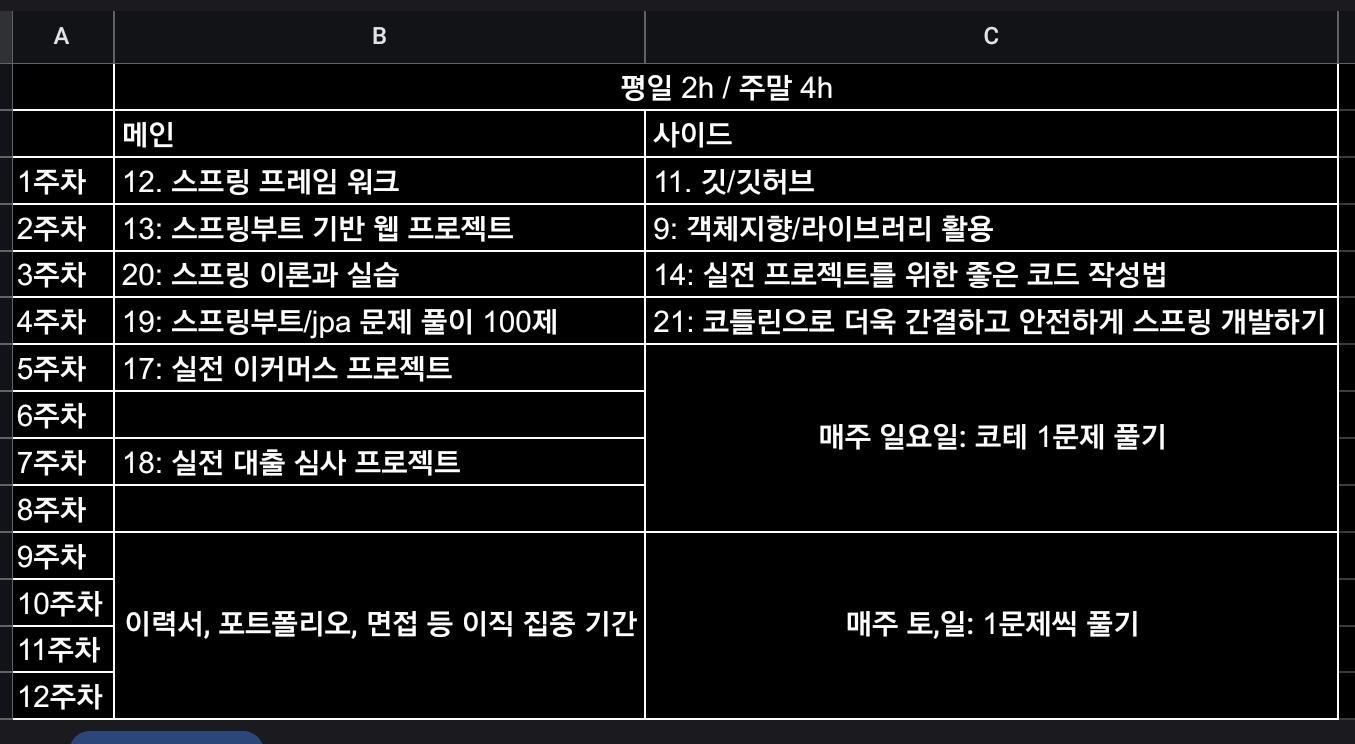 A B C
평일 2h / 주말 4h
메인 사이드
1주차 12. 스프링 프레임 워크 11. 깃/깃허브
2주차 13: 스프링부트 기반 웹 프로젝트 9: 객체지향/라이브러리 활용
3주차 20: 스프링 이론과 실습 14: 실전 프로젝트를 위한 좋은 코드 작성법
4주차 19: 스프링부트/jpa 문제 풀이 100제 21: 코틀린으로 더욱 간결하고 안전하게 스프링 개발하기
5주차 17: 실전 이커머스 프로젝트
6주차
매주 일요일: 코테 1문제 풀기
7주차 18: 실전 대출 심사 프로젝트
8주차
9주차
10주차
이력서, 포트폴리오, 면접 등 이직 집중 기간 매주 토,일: 1문제씩 풀기
11주차
12주차